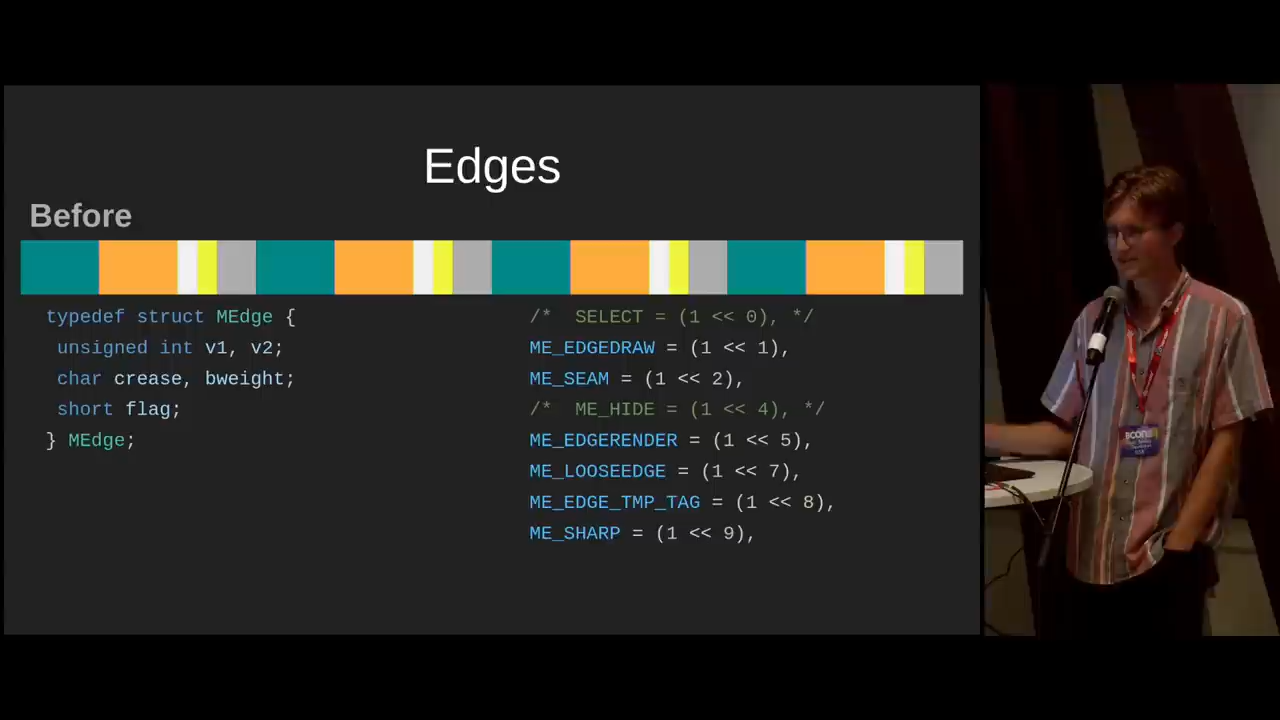 Edges
Before
typedef struct MEdge {
unsigned int v1, v2;
char crease, bweight;
short flag;
} MEdge;
/*  SELECT = (1 << 0), */
ME_EDGEDRAW = (1 << 1),
ME_SEAM = (1 << 2),
/*  ME_HIDE = (1 << 4), */
ME_EDGERENDER = (1 << 5),
ME_LOOSEEDGE = (1 << 7),
ME_EDGE_TMP_TAG = (1 << 8),
ME_SHARP = (1 << 9),